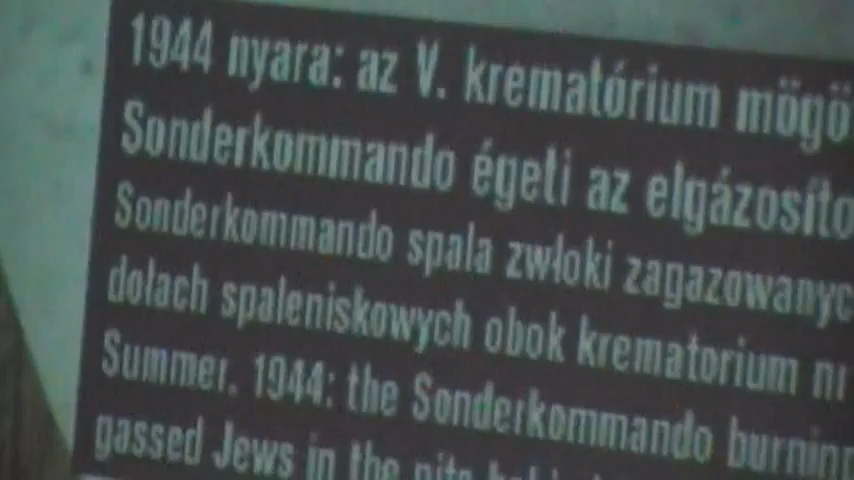 1944 nyara: az V. krematórium mögö
Sonderkommando égeti az elgázosíto
Sonderkommando spala zwłoki zagazowanyc
dołach spaleniskowych obok krematorium nr
Summer. 1944: the Sonderkommando burning
gassed Jews in the pits